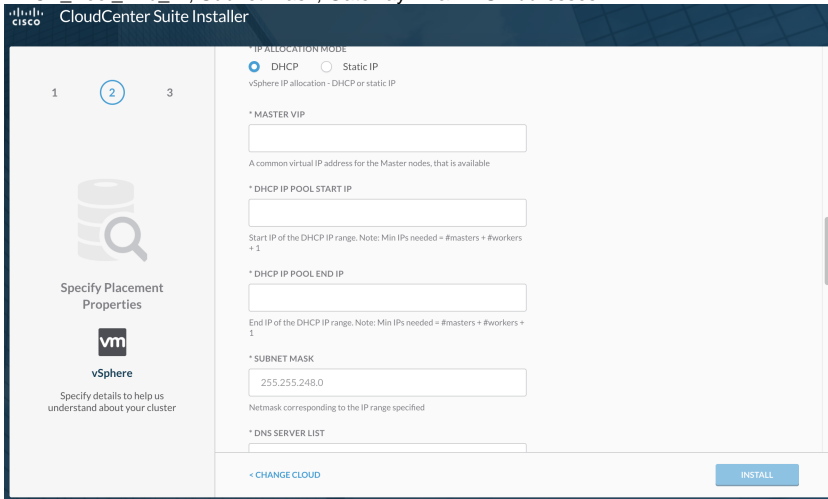 CISCO CloudCenter Suite Installer
1 2 3
Specify Placement
Properties
vm
vSphere
Specify details to help us
understand about your cluster
* IP ALLOCATION MODE
DHCP Static IP
vSphere IP allocation - DHCP or static IP
* MASTER VIP
A common virtual IP address for the Master nodes, that is available
* DHCP IP POOL START IP
Start IP of the DHCP IP range. Note: Min IPs needed = #masters + #workers
+ 1
* DHCP IP POOL END IP
End IP of the DHCP IP range. Note: Min IPs needed = #masters + #workers +
1
* SUBNET MASK
255.255.248.0
Netmask corresponding to the IP range specified
* DNS SERVER LIST
< CHANGE CLOUD
INSTALL